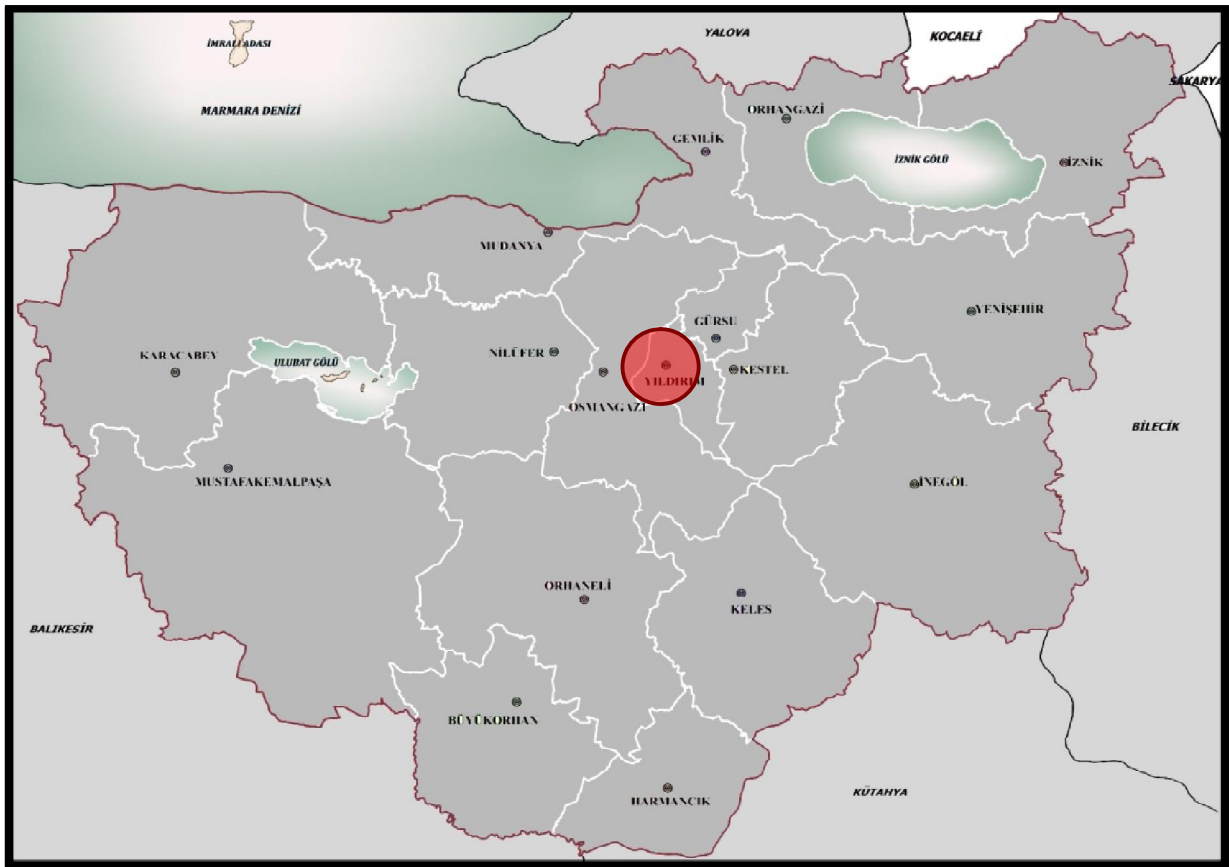 YALOVA
KOCAELİ
İMRALI ADASI
SAKARYA
MARMARA DENİZİ
ORHANGAZİ
GEMLİK
İZNİK GÖLÜ
İZNİK
MUDANYA
YENİŞEHİR
GÜRSU
NİLÜFER
KARACABEY
ULUBAT GÖLÜ
KESTEL
YILDIRIM
OSMANGAZİ
BİLECİK
MUSTAFAKEMALPAŞA
İNEGÖL
ORHANELİ
KELES
BALIKESİR
BÜYÜKORHAN
KÜTAHYA
HARMANCIK